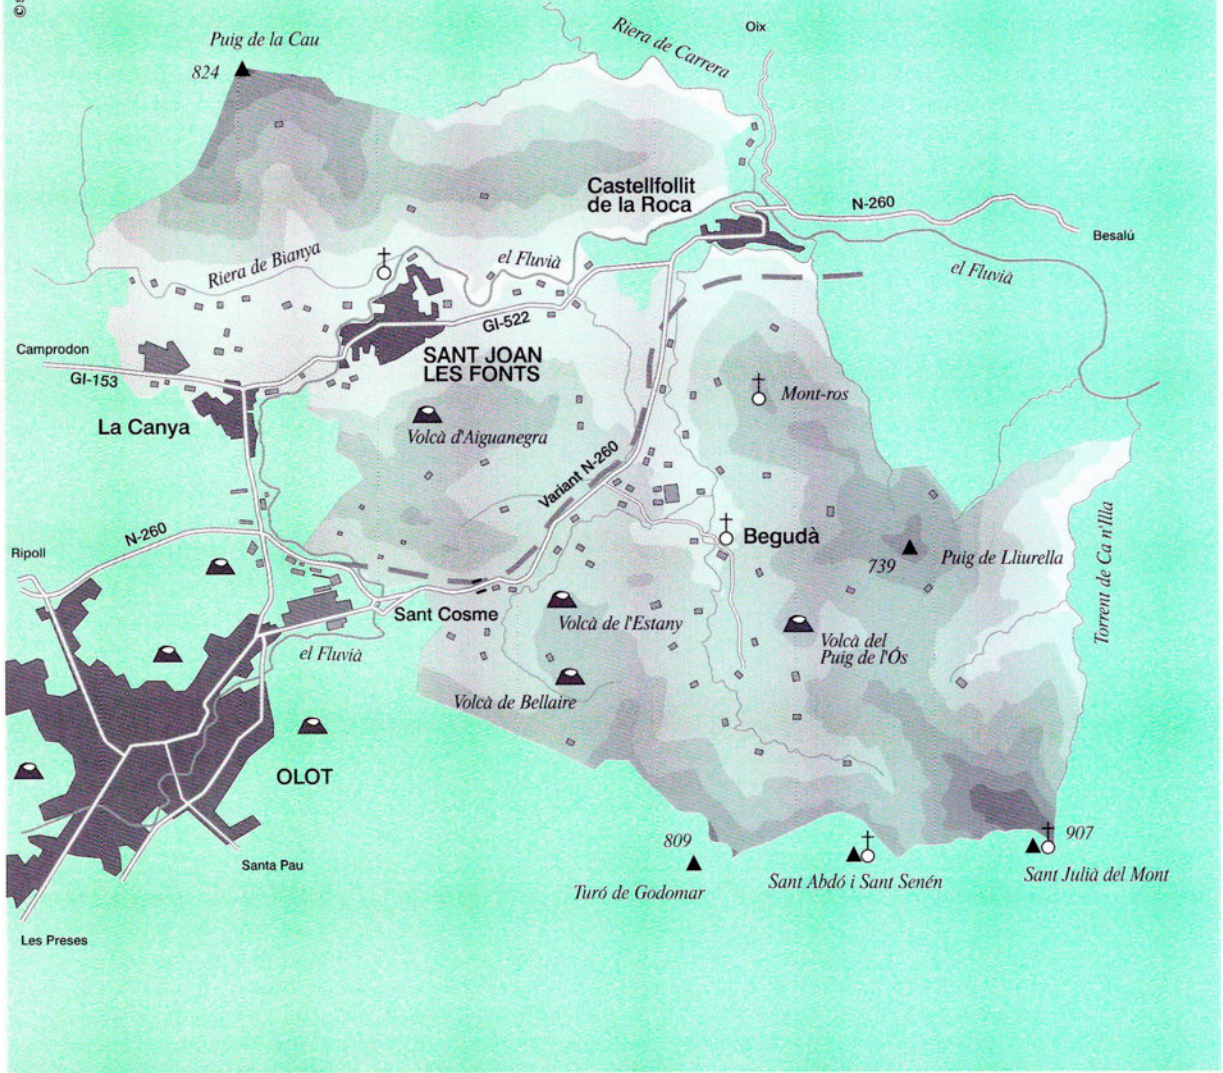 Puig de la Cau
824
Riera de Carrera
Oix
Castellfollit
de la Roca
N-260
Besalú
Riera de Bianya
el Fluvià
el Fluvià
GI-522
Camprodon
GI-153
SANT JOAN
LES FONTS
La Canya
Volcà d'Aiguanegra
Mont-ros
Variant N-260
N-260
Ripoll
Begudà
739
Puig de Lliurella
Torrent de Ca n'Illa
Sant Cosme
Volcà de l'Estany
Volcà del
Puig de l'Ós
el Fluvià
Volcà de Bellaire
OLOT
809
Turó de Godomar
Sant Abdó i Sant Senén
907
Sant Julià del Mont
Santa Pau
Les Preses